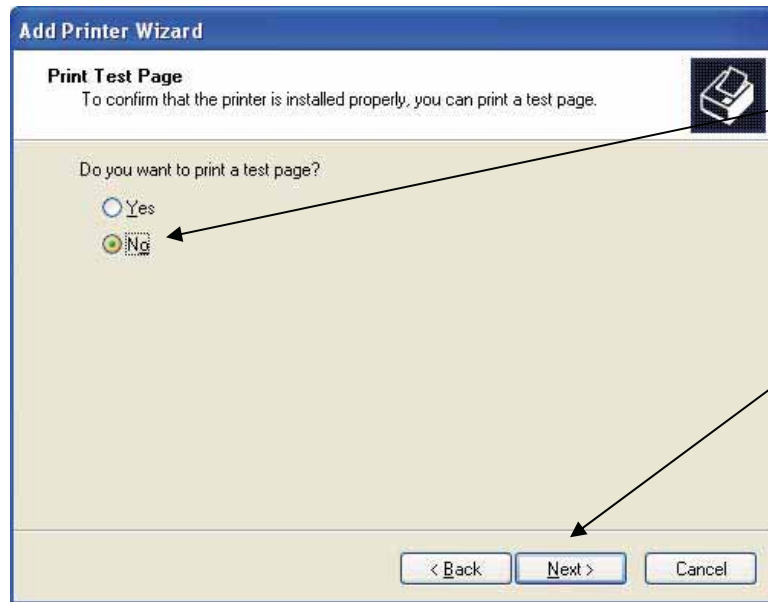 Add Printer Wizard
Print Test Page
To confirm that the printer is installed properly, you can print a test page.
Do you want to print a test page?
Yes
No
< Back
Next >
Cancel